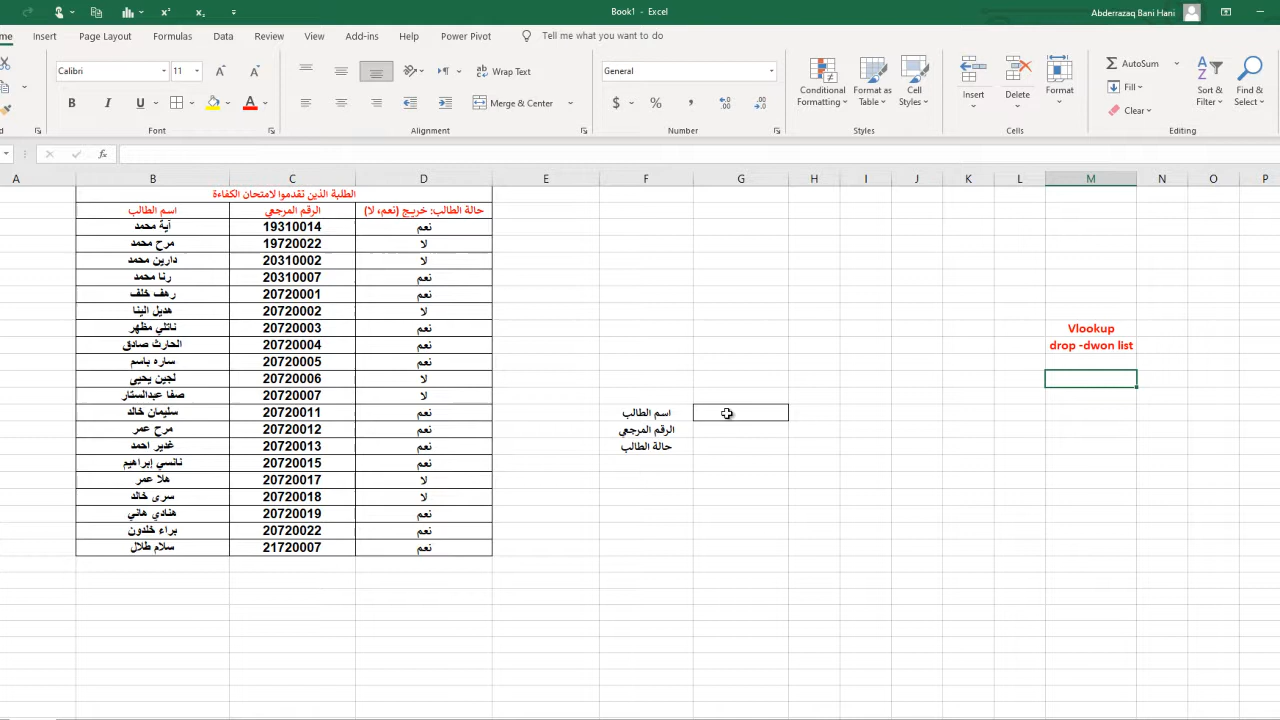 Book1 - Excel
Abderrazaq Bani Hani
me Insert Page Layout Formulas Data Review View Add-ins Help Power Pivot Tell me what you want to do
Calibri 11 Wrap Text General Conditional Formatting Format as Table Cell Styles Insert Delete Format AutoSum Sort & Filter Find & Select
B I U A Merge & Center $ % Fill Clear
Font Alignment Number Styles Cells Editing
fx
A B C D E F G H I J K L M N O P
الطلبة الذين تقدموا لامتحان الكفاءة
اسم الطالب الرقم المرجعي حالة الطالب: خريج (نعم، لا)
آية محمد 19310014 نعم
مرح محمد 19720022 لا
دارين محمد 20310002 لا
رنا محمد 20310007 نعم
رهف خلف 20720001 نعم
هديل البنا 20720002 لا
ناتلي مظهر 20720003 نعم
الحارث صادق 20720004 نعم
ساره باسم 20720005 نعم
لجين يحيى 20720006 لا
صفا عبدالستار 20720007 لا
سليمان خالد 20720011 نعم
مرح عمر 20720012 نعم
غدير احمد 20720013 نعم
نانسي إبراهيم 20720015 نعم
هلا عمر 20720017 لا
سرى خالد 20720018 لا
هنادي هاني 20720019 نعم
براء خلدون 20720022 نعم
سلام طلال 21720007 نعم
اسم الطالب
الرقم المرجعي
حالة الطالب
Vlookup
drop -dwon list